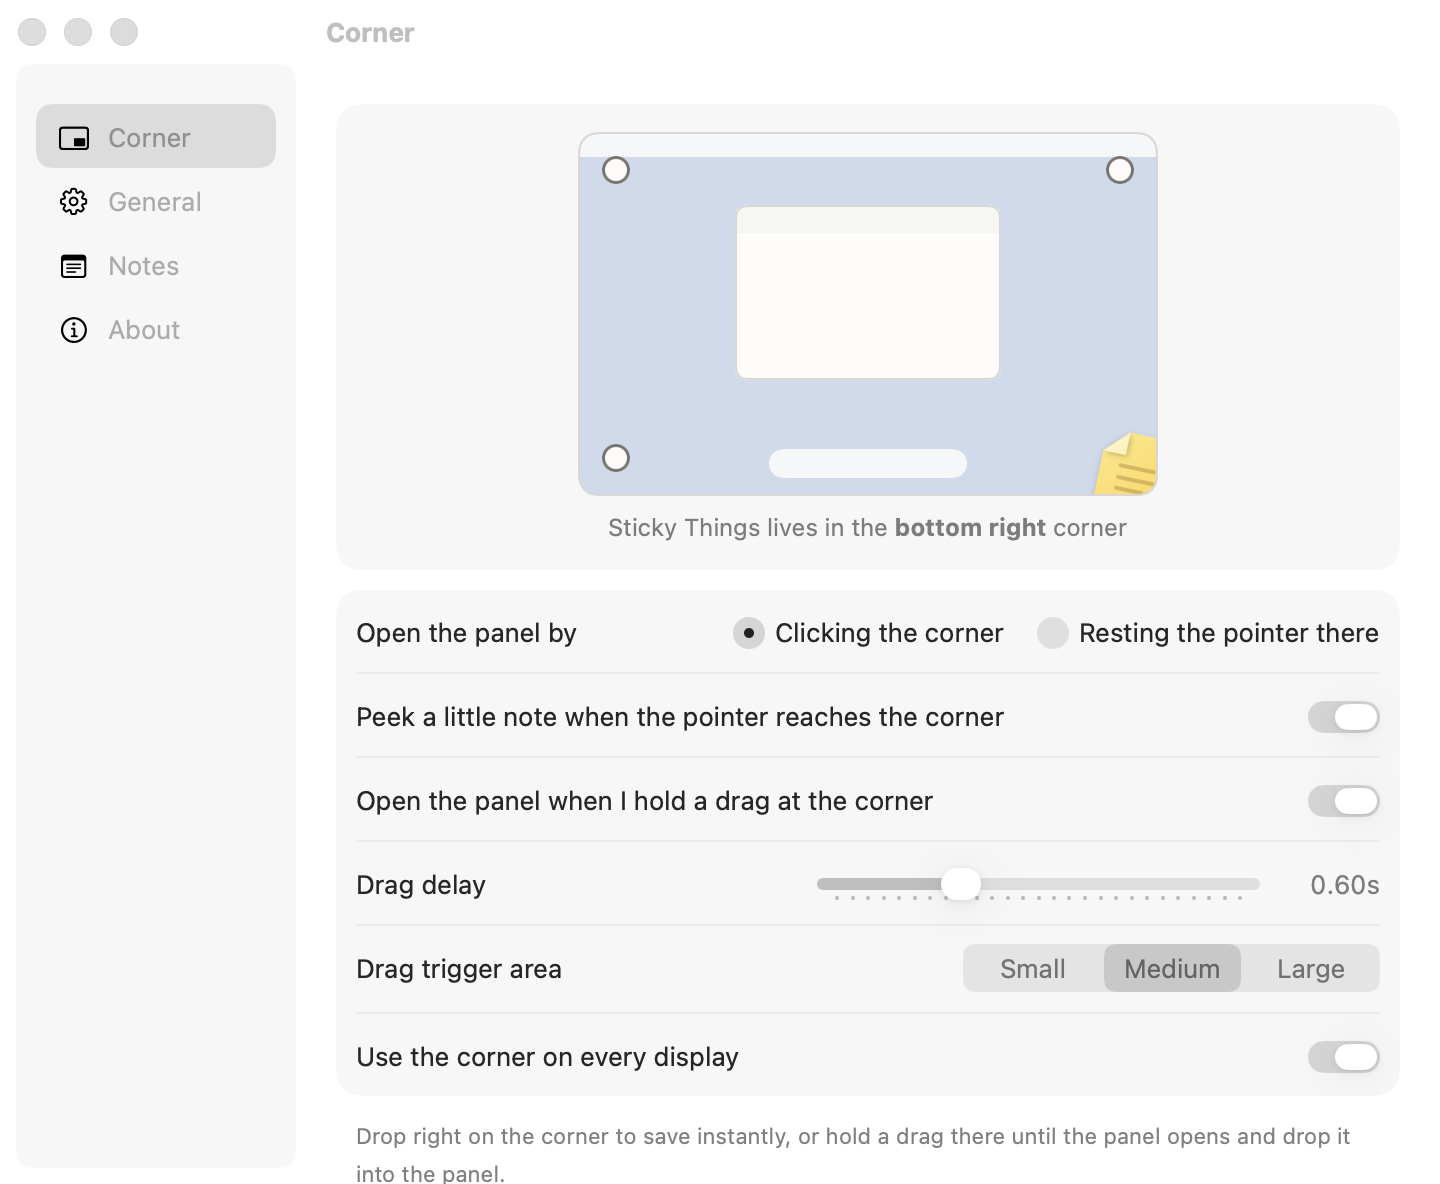 Corner
Corner
General
Notes
About
Sticky Things lives in the bottom right corner
Open the panel by
Clicking the corner
Resting the pointer there
Peek a little note when the pointer reaches the corner
Open the panel when I hold a drag at the corner
Drag delay
0.60s
Drag trigger area
Small
Medium
Large
Use the corner on every display
Drop right on the corner to save instantly, or hold a drag there until the panel opens and drop it
into the panel.